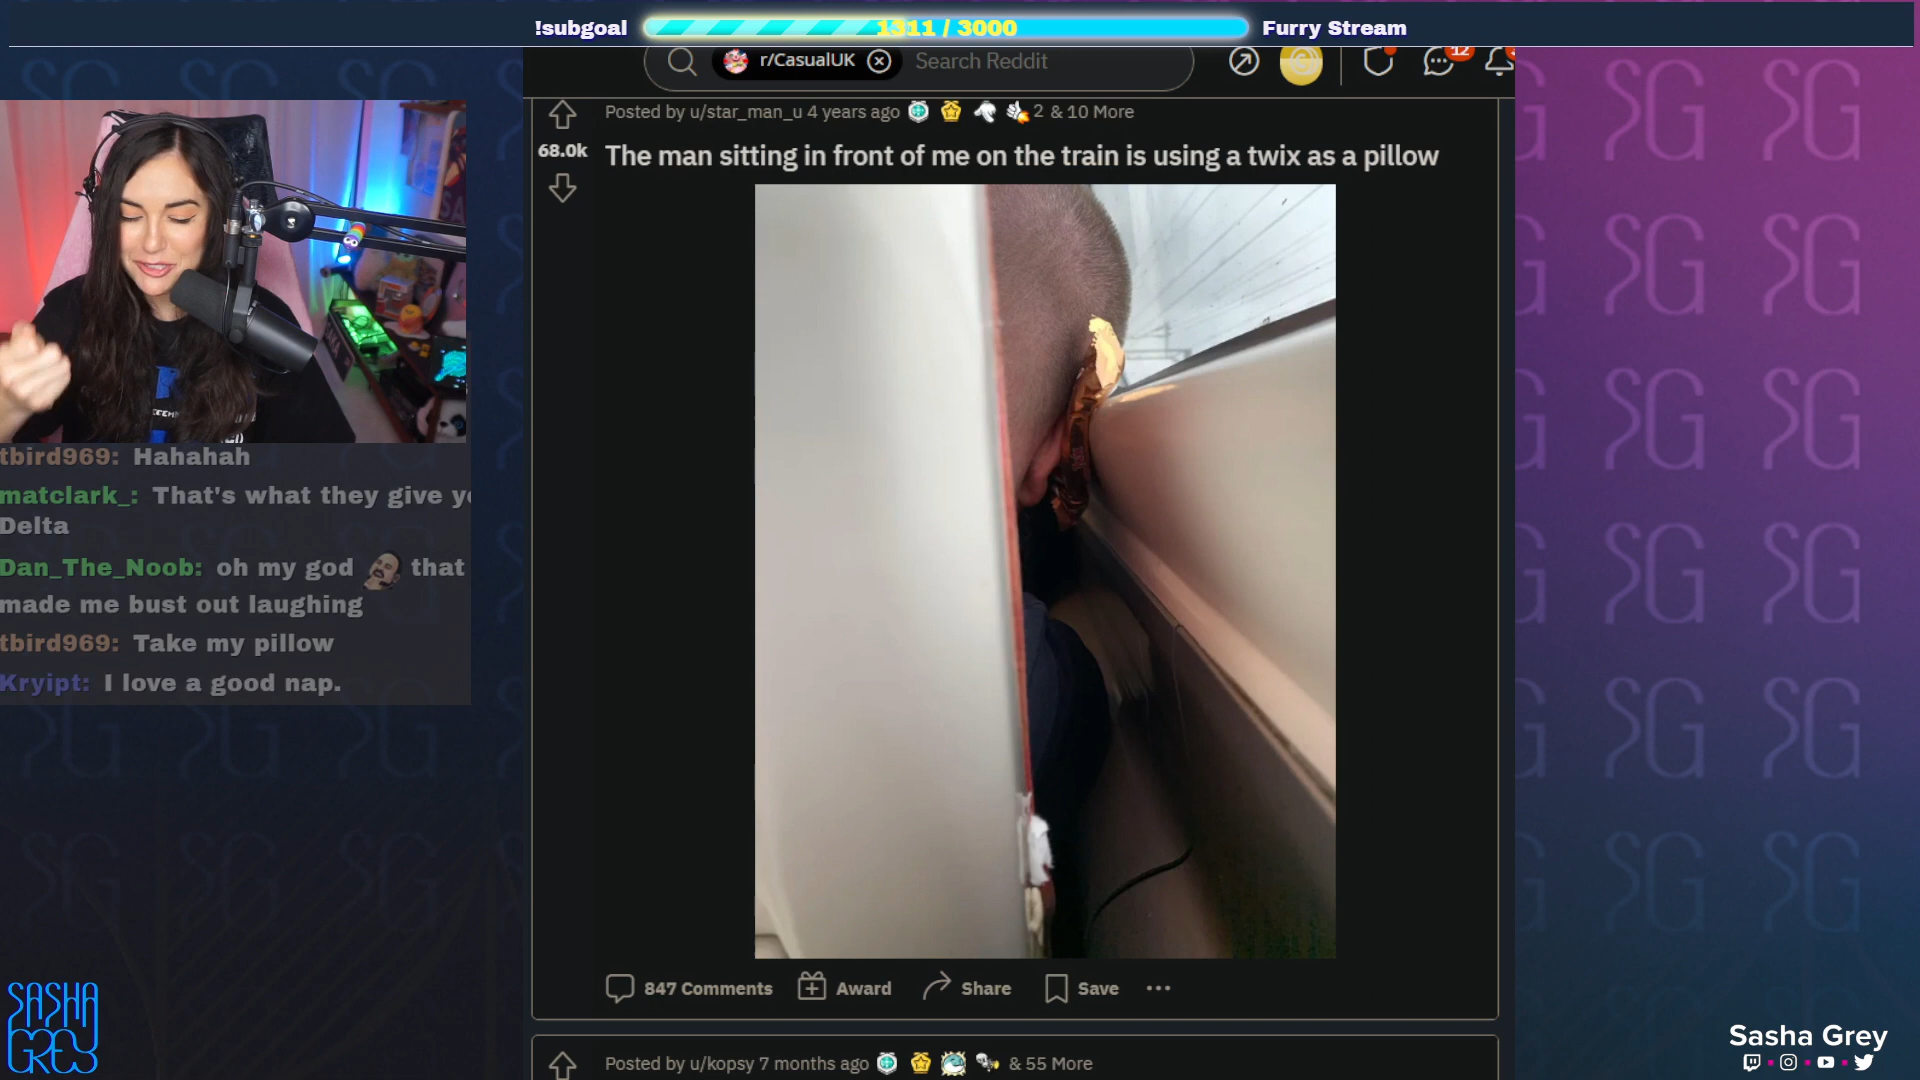 !subgoal
1311 / 3000
Furry Stream
r/CasualUK
Search Reddit
12
Posted by u/star_man_u 4 years ago
2 & 10 More
68.0k
The man sitting in front of me on the train is using a twix as a pillow
tbird969: Hahahah
matclark_: That's what they give
Delta
Dan_The_Noob: oh my god that
made me bust out laughing
tbird969: Take my pillow
Kryipt: I love a good nap.
847 Comments
Award
Share
Save
Posted by u/kopsy 7 months ago
& 55 More
SASHA
GREY
Sasha Grey
SG